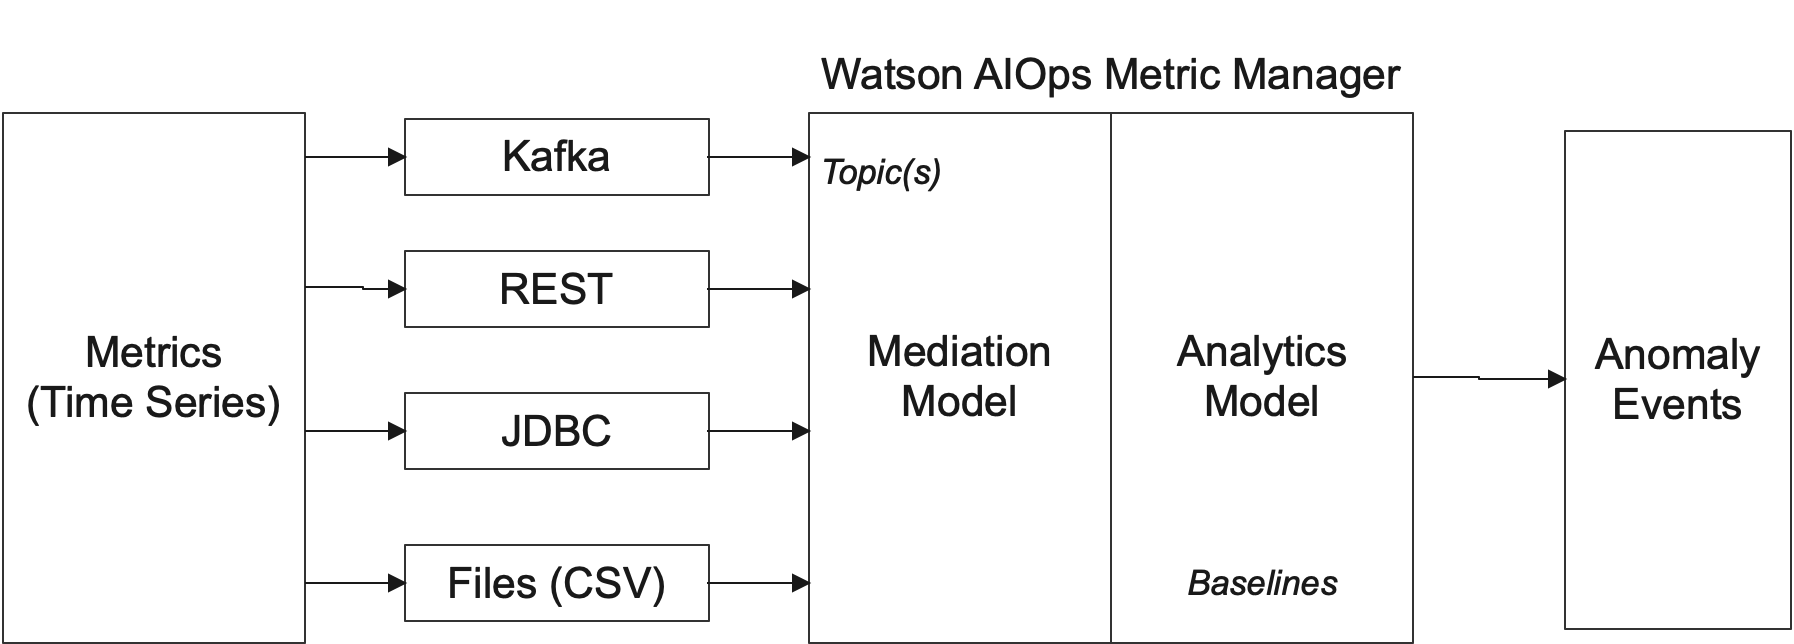 Watson AIOps Metric Manager
Metrics
(Time Series)
Kafka
REST
JDBC
Files (CSV)
Topic(s)
Mediation
Model
Analytics
Model
Baselines
Anomaly
Events